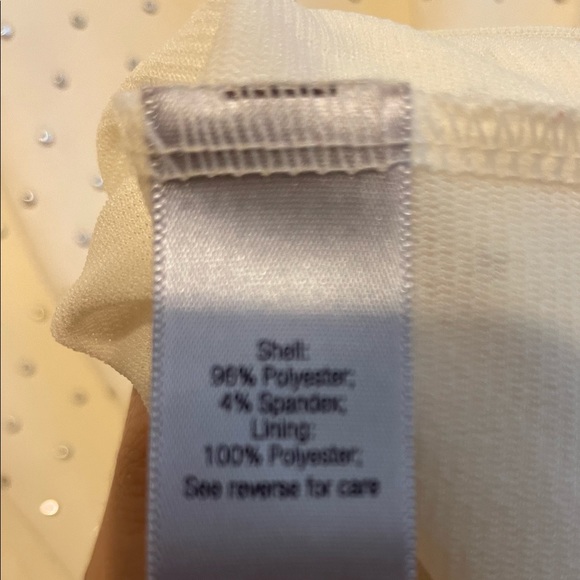 Shell:
96% Polyester;
4% Spandex;
Lining:
100% Polyester;
See reverse for care